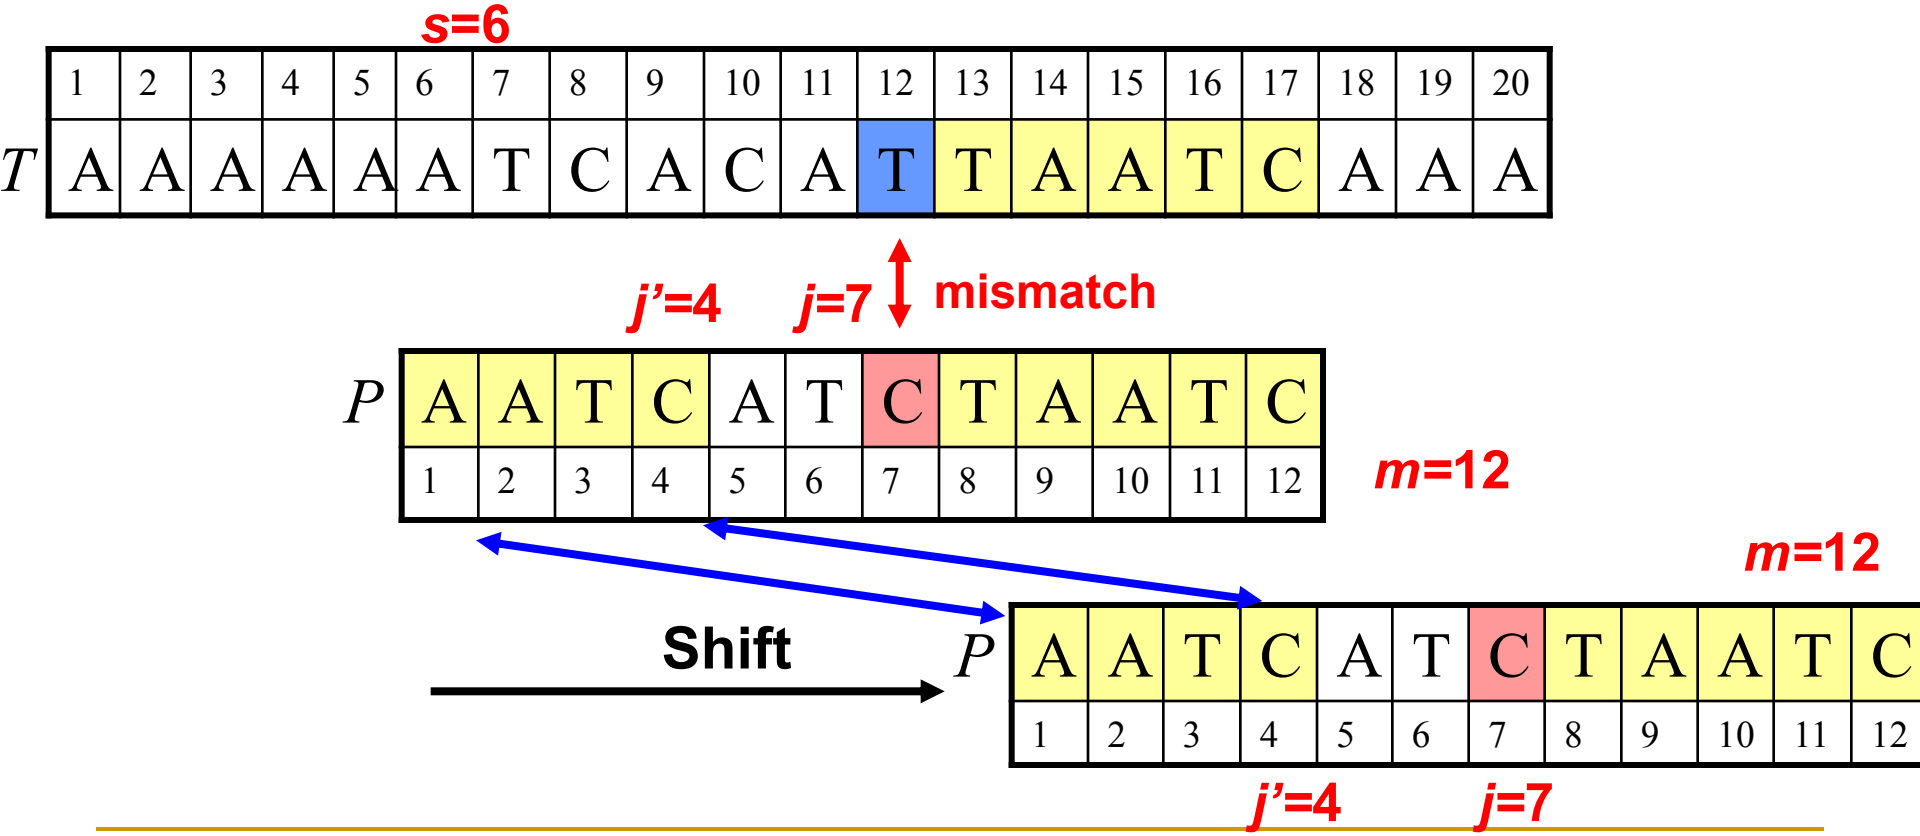 s=6
1 2 3 4 5 6 7 8 9 10 11 12 13 14 15 16 17 18 19 20
T A A A A A A T C A C A T T A A T C A A A
j’=4 j=7 mismatch
P A A T C A T C T A A T C
1 2 3 4 5 6 7 8 9 10 11 12
m=12
m=12
Shift
P A A T C A T C T A A T C
1 2 3 4 5 6 7 8 9 10 11 12
j’=4 j=7